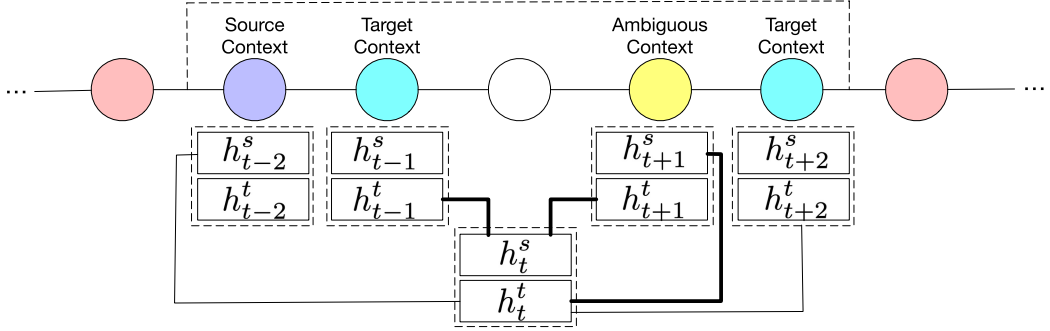 Source Context
Target Context
Ambiguous Context
Target Context
... ...
h^s_{t-2} h^s_{t-1} h^s_{t+1} h^s_{t+2}
h^t_{t-2} h^t_{t-1} h^t_{t+1} h^t_{t+2}
h^s_t
h^t_t